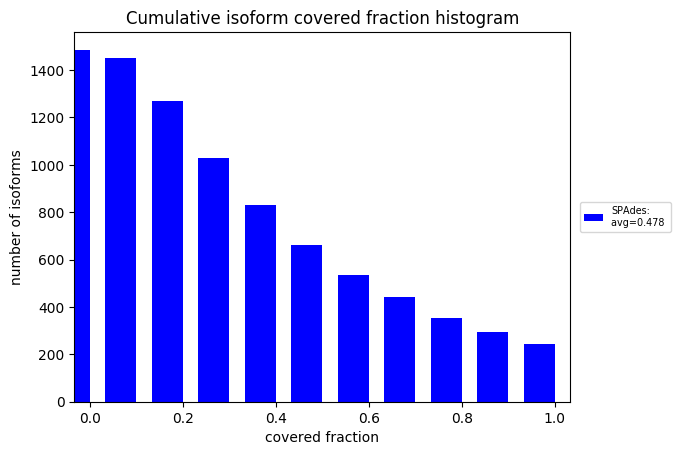 Cumulative isoform covered fraction histogram
number of isoforms
1400
1200
1000
800
600
400
200
0
0.0 0.2 0.4 0.6 0.8 1.0
covered fraction
SPAdes:
avg=0.478